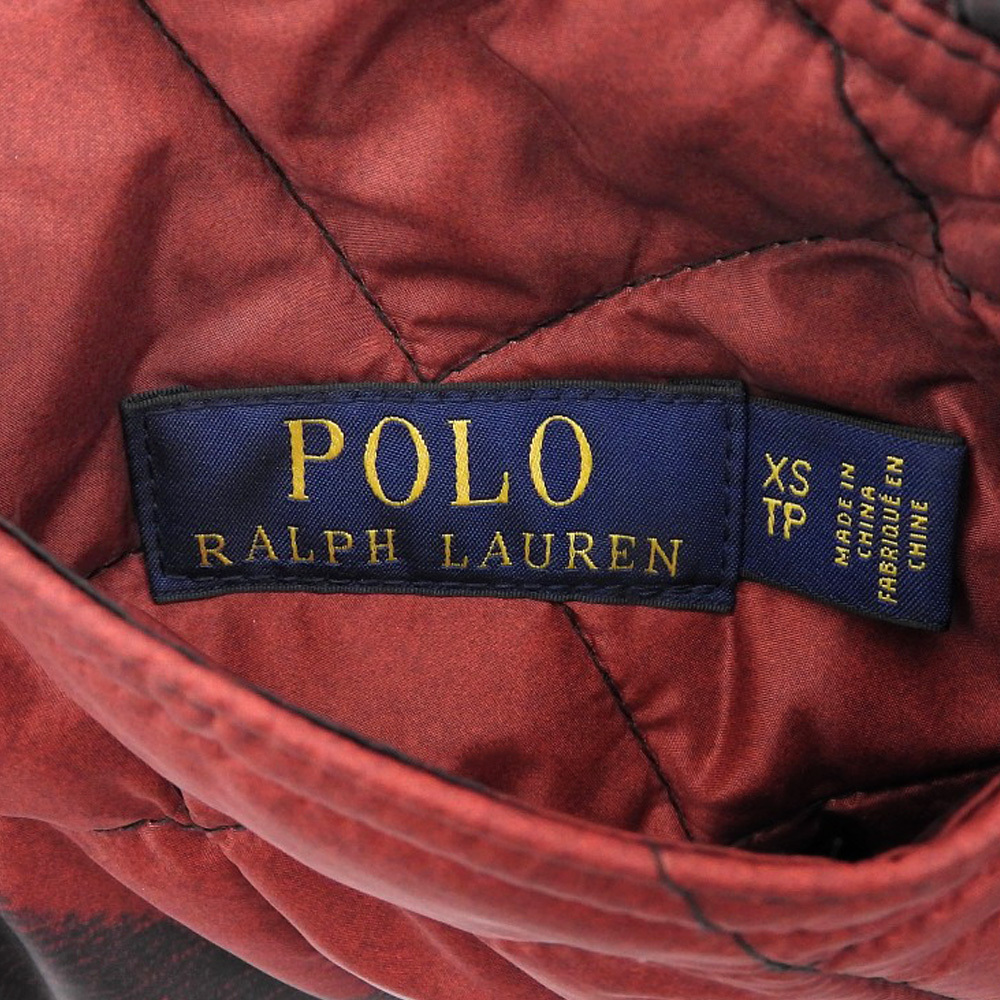 POLO
RALPH LAUREN
XS
TP
MADE IN
CHINA
FABRIQUÉ EN
CHINE